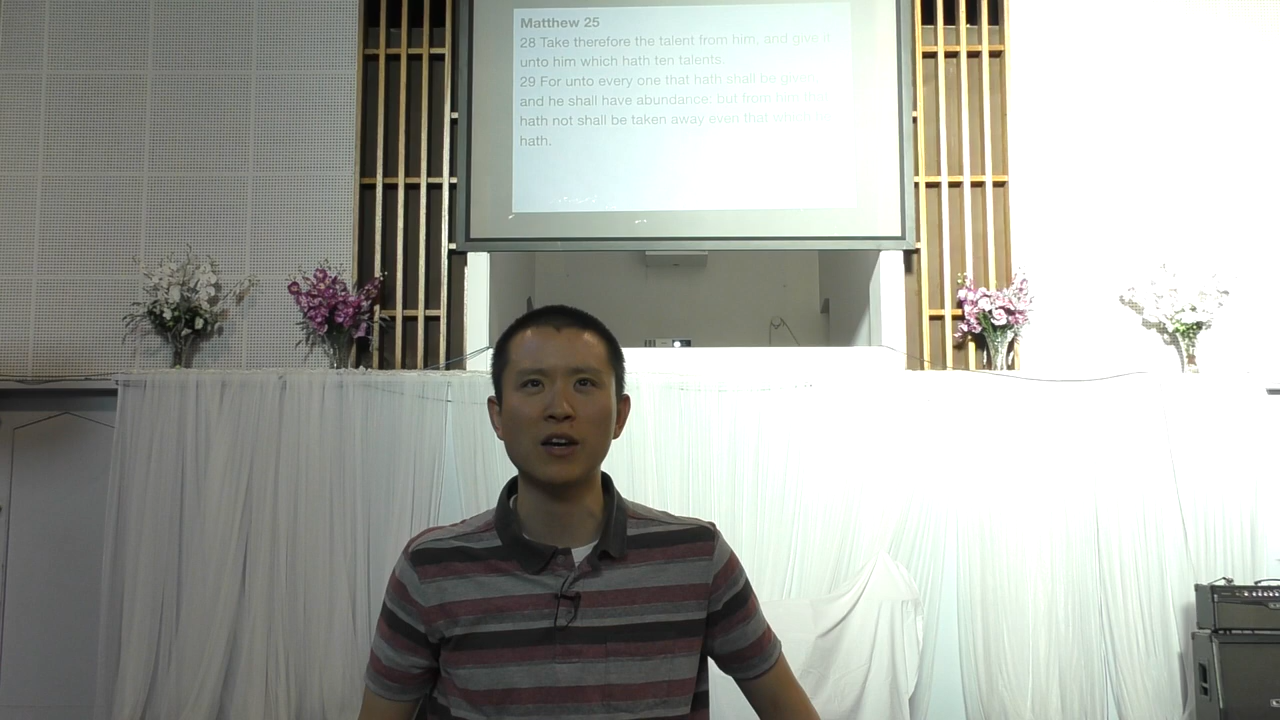 Matthew 25
28 Take therefore the talent from him, and give it
unto him which hath ten talents.
29 For unto every one that hath shall be given,
and he shall have abundance: but from him that
hath not shall be taken away even that which he
hath.